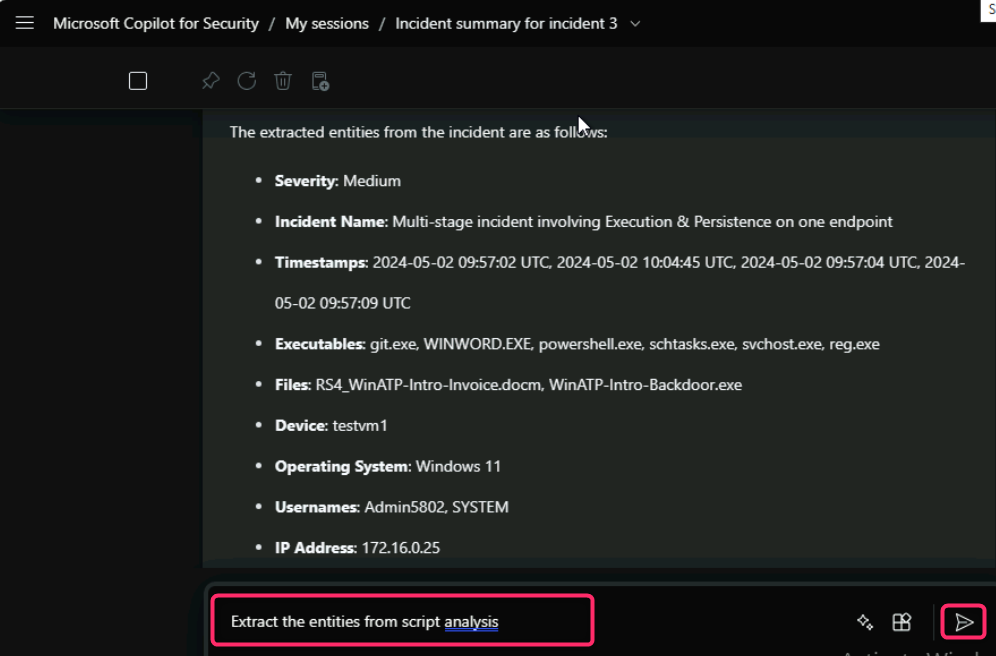 Microsoft Copilot for Security / My sessions / Incident summary for incident 3
The extracted entities from the incident are as follows:
• Severity: Medium
• Incident Name: Multi-stage incident involving Execution & Persistence on one endpoint
• Timestamps: 2024-05-02 09:57:02 UTC, 2024-05-02 10:04:45 UTC, 2024-05-02 09:57:04 UTC, 2024-
05-02 09:57:09 UTC
• Executables: git.exe, WINWORD.EXE, powershell.exe, schtasks.exe, svchost.exe, reg.exe
• Files: RS4_WinATP-Intro-Invoice.docm, WinATP-Intro-Backdoor.exe
• Device: testvm1
• Operating System: Windows 11
• Usernames: Admin5802, SYSTEM
• IP Address: 172.16.0.25
Extract the entities from script analysis